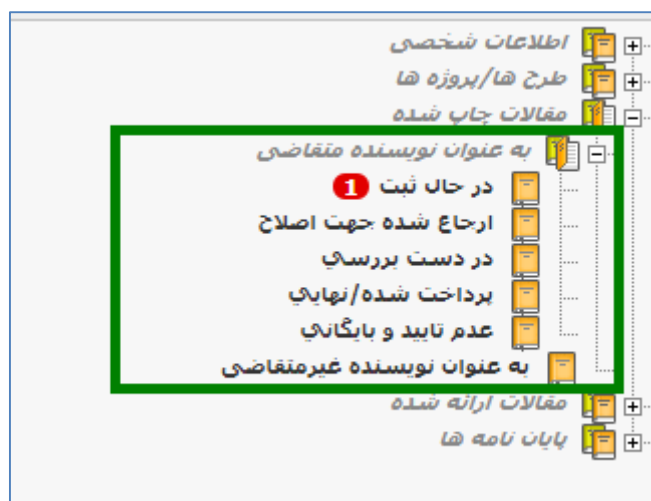 اطلاعات شخصی
طرح ها/پروژه ها
مقالات چاپ شده
به عنوان نویسنده متقاضی
در حال ثبت 1
ارجاع شده جهت اصلاح
در دست بررسي
پرداخت شده/نهايي
عدم تاييد و بايگاني
به عنوان نویسنده غیرمتقاضی
مقالات ارائه شده
پایان نامه ها